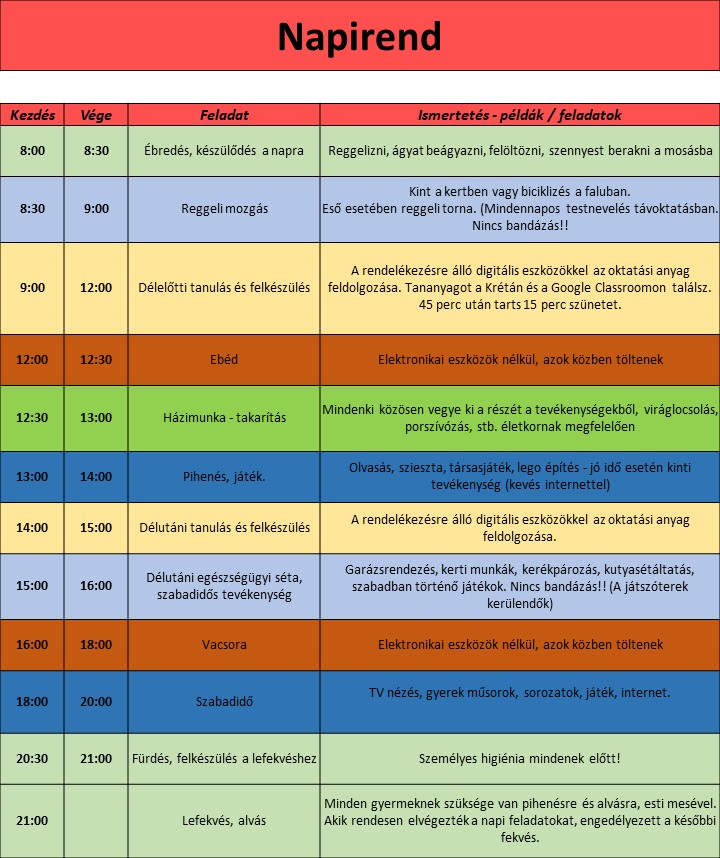 Napirend
Kezdés Vége Feladat Ismertetés - példák / feladatok
8:00 8:30 Ébredés, készülődés a napra Reggelizni, ágyat beágyazni, felöltözni, szennyest berakni a mosásba
8:30 9:00 Reggeli mozgás
Kint a kertben vagy biciklizés a faluban.
Eső esetében reggeli torna. (Mindennapos testnevelés távoktatásban.
Nincs bandázás!!
9:00 12:00 Délelőtti tanulás és felkészülés
A rendelékezésre álló digitális eszközökkel az oktatási anyag
feldolgozása. Tananyagot a Krétán és a Google Classroomon találsz.
45 perc után tarts 15 perc szünetet.
12:00 12:30 Ebéd Elektronikai eszközök nélkül, azok közben töltenek
12:30 13:00 Házimunka - takarítás
Mindenki közösen vegye ki a részét a tevékenységekből, viráglocsolás,
porszívózás, stb. életkornak megfelelően
13:00 14:00 Pihenés, játék.
Olvasás, szieszta, társasjáték, lego építés - jó idő esetén kinti
tevékenység (kevés internettel)
14:00 15:00 Délutáni tanulás és felkészülés
A rendelékezésre álló digitális eszközökkel az oktatási anyag
feldolgozása.
15:00 16:00 Délutáni egészségügyi séta,
szabadidős tevékenység
Garázsrendezés, kerti munkák, kerékpározás, kutyasétáltatás,
szabadban történő játékok. Nincs bandázás!! (A játszóterek
kerülendők)
16:00 18:00 Vacsora Elektronikai eszközök nélkül, azok közben töltenek
18:00 20:00 Szabadidő TV nézés, gyerek műsorok, sorozatok, játék, internet.
20:30 21:00 Fürdés, felkészülés a lefekvéshez Személyes higiénia mindenek előtt!
21:00 Lefekvés, alvás
Minden gyermeknek szüksége van pihenésre és alvásra, esti mesével.
Akik rendesen elvégezték a napi feladatokat, engedélyezett a későbbi
fekvés.